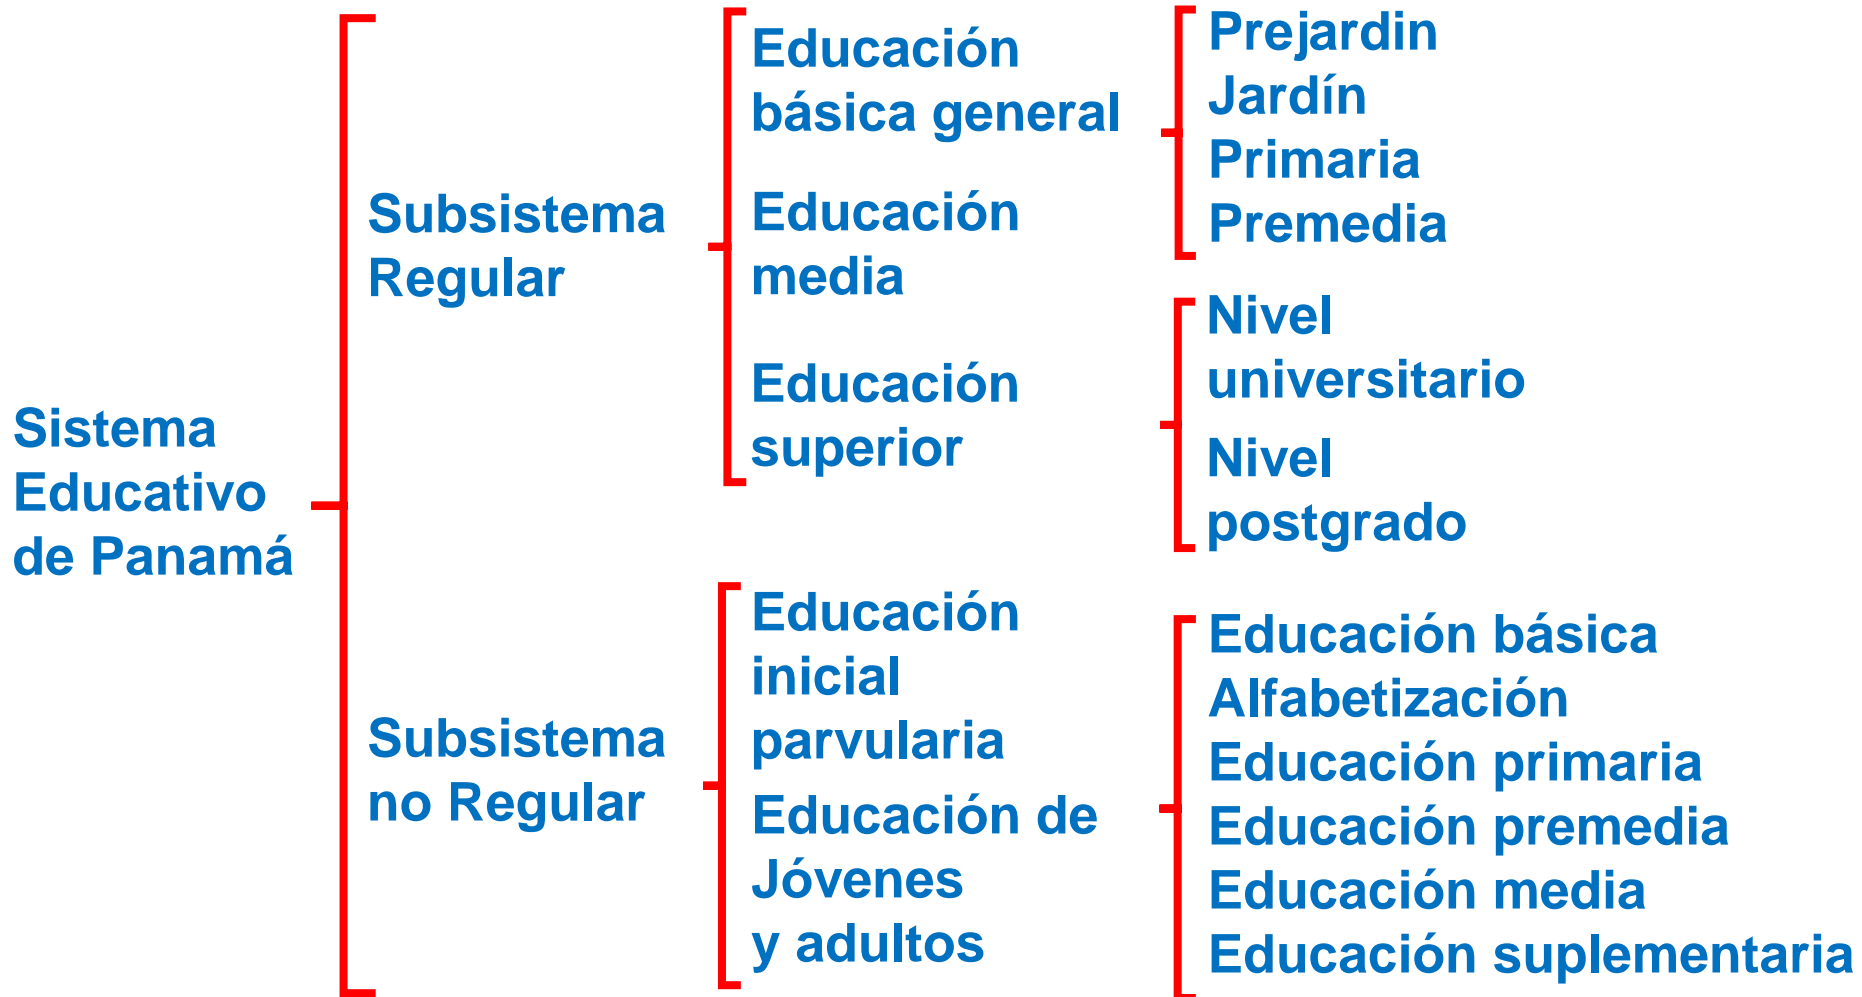 Sistema
Educativo
de Panamá
Subsistema
Regular
Educación
básica general
Prejardin
Jardín
Primaria
Premedia
Educación
media
Educación
superior
Nivel
universitario
Nivel
postgrado
Subsistema
no Regular
Educación
inicial
parvularia
Educación de
Jóvenes
y adultos
Educación básica
Alfabetización
Educación primaria
Educación premedia
Educación media
Educación suplementaria